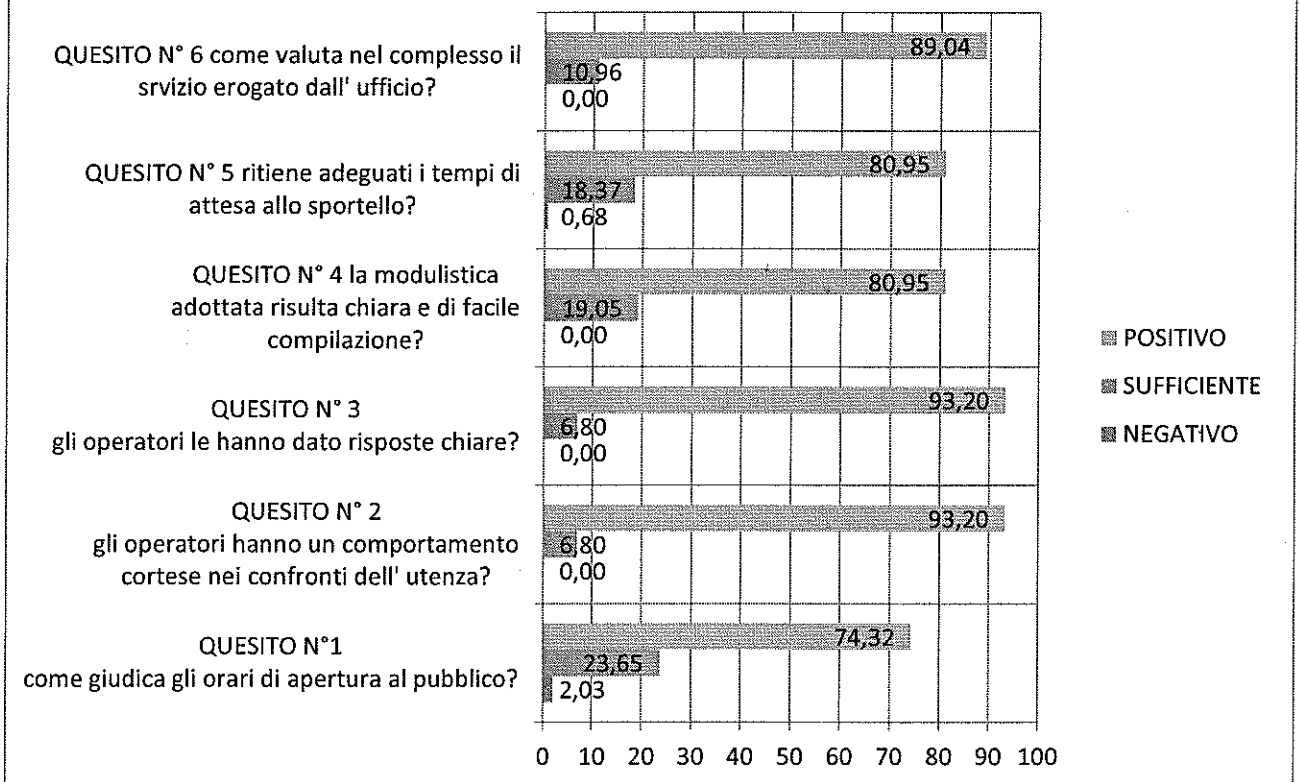 QUESITO N° 6 come valuta nel complesso il
srvizio erogato dall' ufficio?
89,04
10,96
0,00
QUESITO N° 5 ritiene adeguati i tempi di
attesa allo sportello?
80,95
18,37
0,68
QUESITO N° 4 la modulistica
adottata risulta chiara e di facile
compilazione?
80,95
19,05
0,00
QUESITO N° 3
gli operatori le hanno dato risposte chiare?
93,20
6,80
0,00
QUESITO N° 2
gli operatori hanno un comportamento
cortese nei confronti dell' utenza?
93,20
6,80
0,00
QUESITO N°1
come giudica gli orari di apertura al pubblico?
74,32
23,65
2,03
0 10 20 30 40 50 60 70 80 90 100
POSITIVO
SUFFICIENTE
NEGATIVO